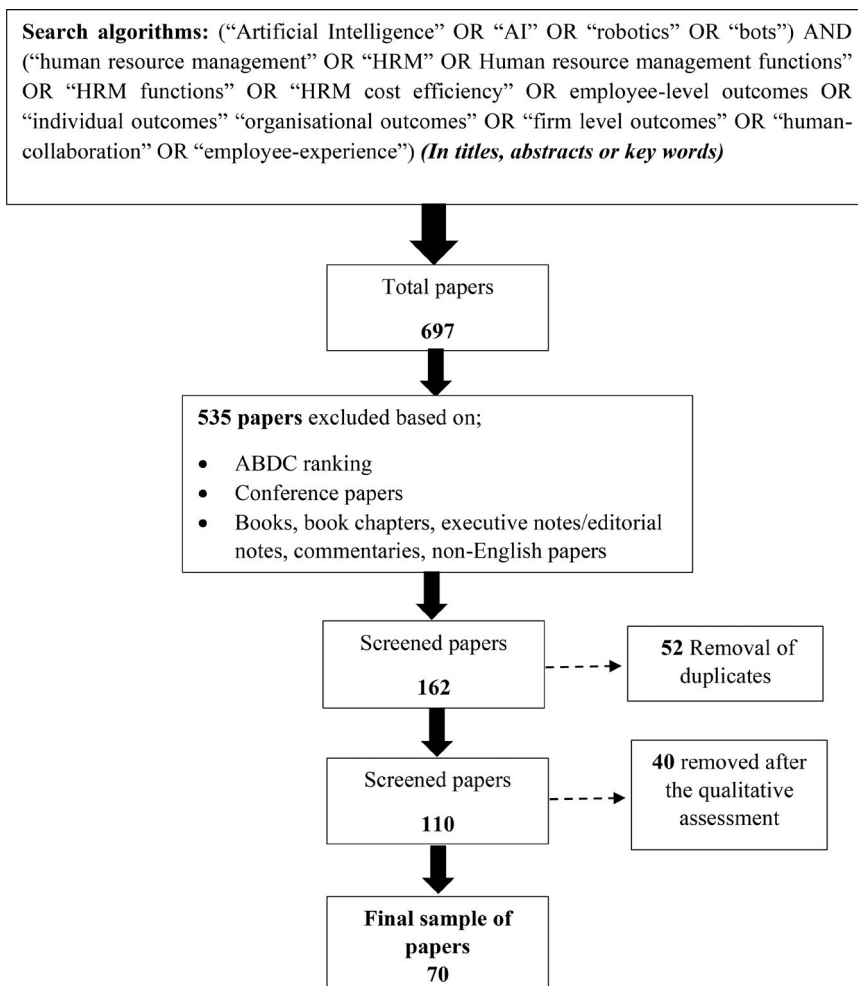 Search algorithms: (“Artificial Intelligence” OR “AI” OR “robotics” OR “bots”) AND
(“human resource management” OR “HRM” OR Human resource management functions”
OR “HRM functions” OR “HRM cost efficiency” OR employee-level outcomes OR
“individual outcomes” “organisational outcomes” OR “firm level outcomes” OR “human-
collaboration” OR “employee-experience”) (In titles, abstracts or key words)
Total papers
697
535 papers excluded based on;
• ABDC ranking
• Conference papers
• Books, book chapters, executive notes/editorial
notes, commentaries, non-English papers
Screened papers
162
52 Removal of
duplicates
Screened papers
110
40 removed after
the qualitative
assessment
Final sample of
papers
70